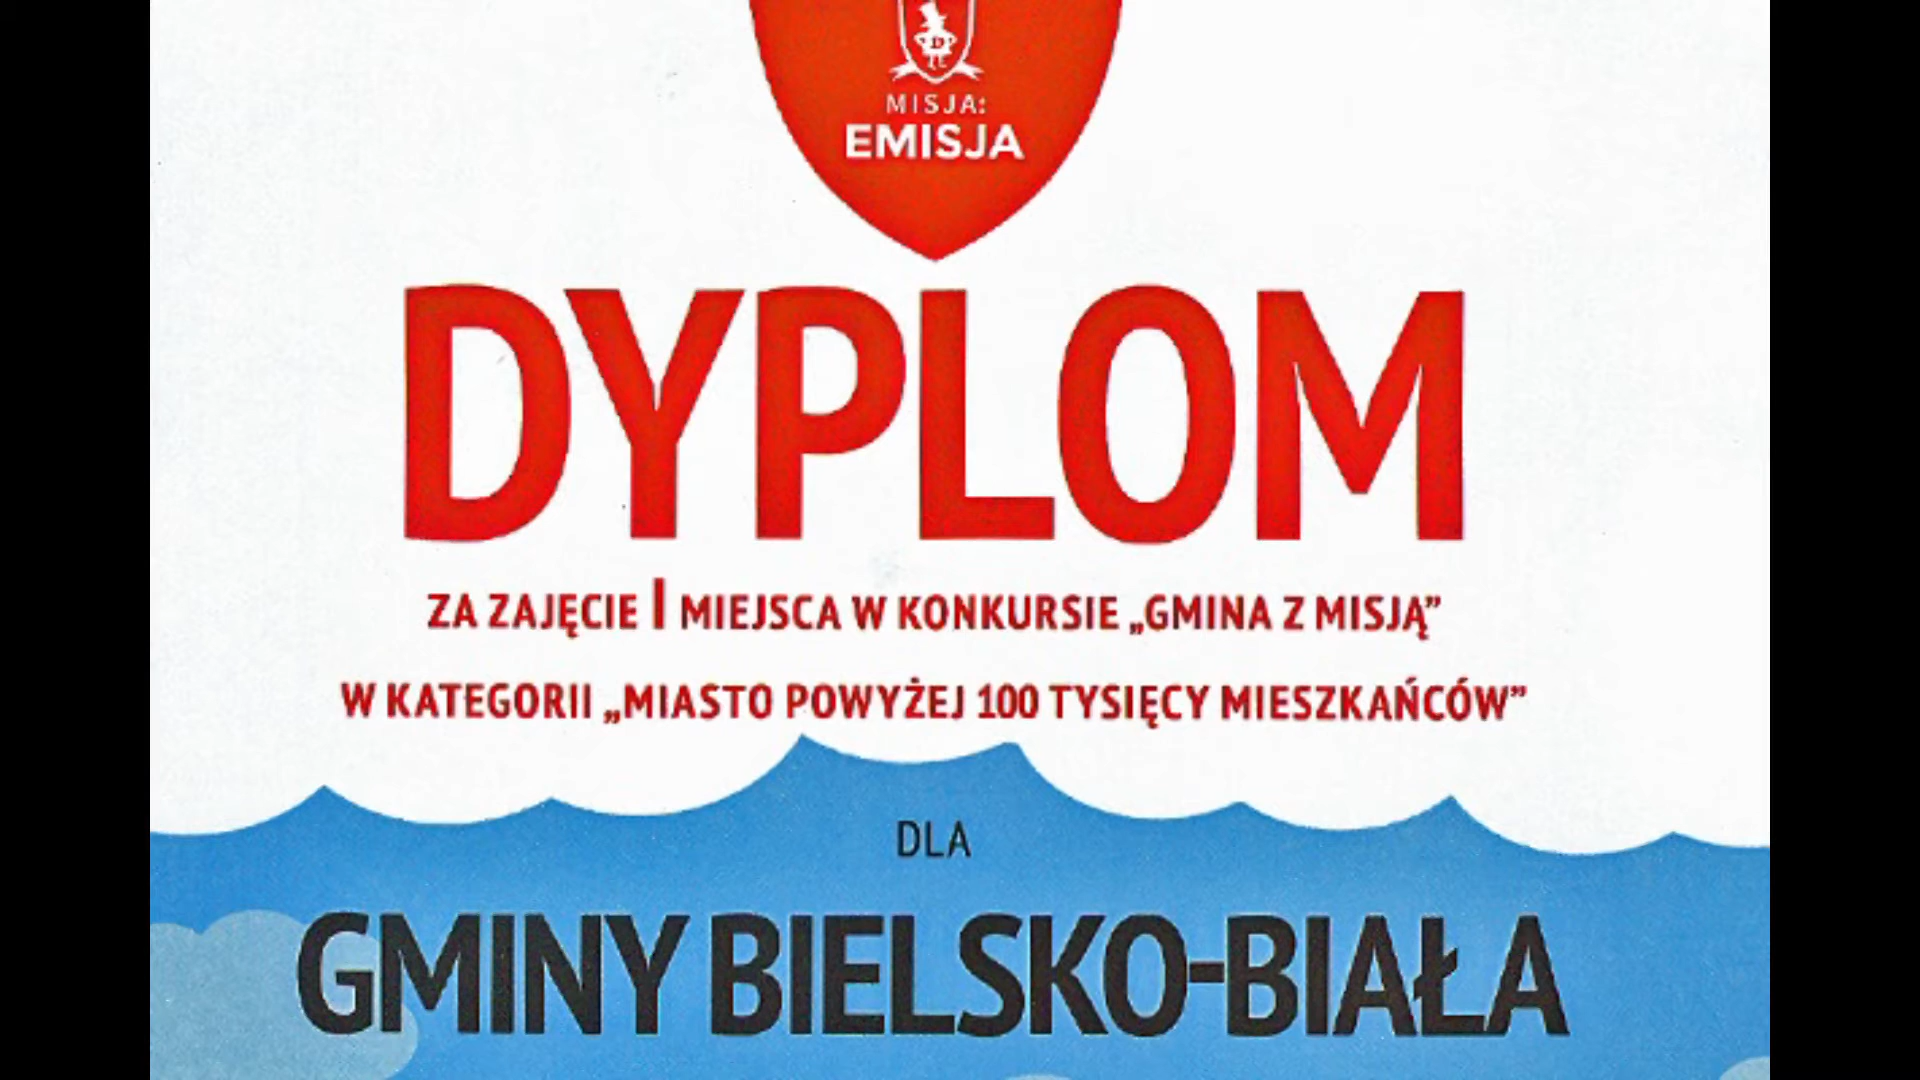 MISJA:
EMISJA
DYPLOM
ZA ZAJĘCIE I MIEJSCA W KONKURSIE „GMINA Z MISJĄ”
W KATEGORII „MIASTO POWYŻEJ 100 TYSIĘCY MIESZKAŃCÓW”
DLA
GMINY BIELSKO-BIAŁA